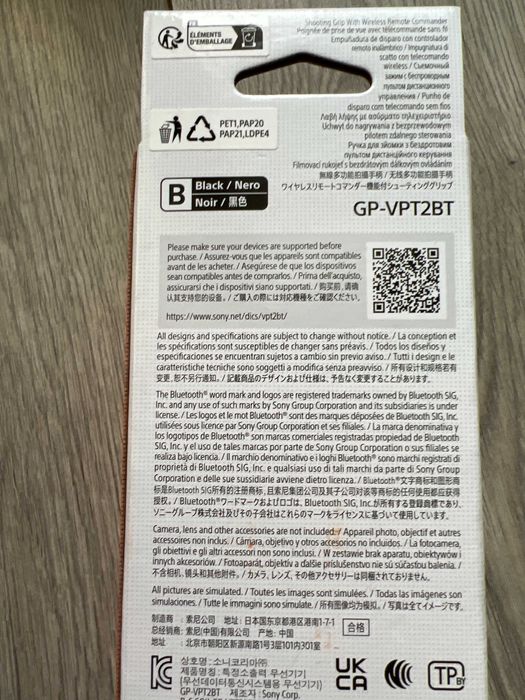 Shooting Grip With Wireless Remote Commander
Poignée de prise de vue avec télécommande sans fil
Empuñadura de disparo con controlador
remoto inalámbrico / Impugnatura di
scatto con telecomando
wireless / Съемочный
зажим с беспроводным
пультом дистанционного
управления / Punho de
disparo com telecomando sem fios
Λαβή λήψης με ασύρματο τηλεχειριστήριο
Uchwyt do nagrywania z bezprzewodowym
pilotem zdalnego sterowania
Ручка для зйомки з бездротовим
пультом дистанційного керування
Filmovací rukojeť s bezdrátovým dálkovým ovládáním
無線多功能拍攝手柄 / 无线多功能拍摄手柄
ワイヤレスリモートコマンダー機能付シューティンググリップ
ÉLÉMENTS
D'EMBALLAGE
PET1,PAP20
PAP21,LDPE4
B
Black / Nero
Noir / 黑色
GP-VPT2BT
Please make sure your devices are supported before
purchase. / Assurez-vous que les appareils sont compatibles
avant de les acheter. / Asegúrese de que los dispositivos
sean compatibles antes de comprarlos. / Prima dell'acquisto,
assicurarsi che i dispositivi siano supportati. / 购买前,请确
认其支持您的设备。 / ご購入の際には対応機種をご確認ください。
https://www.sony.net/dics/vpt2bt/
All designs and specifications are subject to change without notice. / La conception et
les spécifications sont susceptibles de changer sans préavis. / Todos los diseños y
especificaciones se encuentran sujetos a cambio sin previo aviso. / Tutti i design e le
caratteristiche tecniche sono soggetti a modifica senza preavviso. / 所有设计和规格若有
变更,恕不另行通知。 / 記載商品のデザインおよび仕様は、予告なく変更することがあります。
The Bluetooth® word mark and logos are registered trademarks owned by Bluetooth SIG,
Inc. and any use of such marks by Sony Group Corporation and its subsidiaries is under
license. / Les logos et le mot Bluetooth® sont des marques déposées de Bluetooth SIG, Inc.
utilisées sous licence par Sony Group Corporation et ses filiales. / La marca denominativa y
los logotipos de Bluetooth® son marcas comerciales registradas propiedad de Bluetooth
SIG, Inc. y el uso de tales marcas por parte de Sony Group Corporation y sus filiales se
realiza bajo licencia. / Il marchio denominativo e i loghi Bluetooth® sono marchi registrati di
proprietà di Bluetooth SIG, Inc. e qualsiasi uso di tali marchi da parte di Sony Group
Corporation e delle sue sussidiarie avviene dietro licenza. / Bluetooth®文字商标和图形商
标是Bluetooth SIG所有的注册商标,且索尼集团公司及其子公司对该等商标的任何使用都应获得
授权。 / Bluetooth®ワードマークおよびロゴは、Bluetooth SIG, Inc.が所有する登録商標であり、
ソニーグループ株式会社及びその子会社はこれらのマークをライセンスに基づいて使用しています。
Camera, lens and other accessories are not included. / Appareil photo, objectif et autres
accessoires non inclus. / Cámara, objetivo y otros accesorios no incluidos. / La fotocamera,
gli obiettivi e gli altri accessori non sono inclusi. / W zestawie brak aparatu, obiektywów i
innych akcesoriów. / Fotoaparát, objektiv a ďalšie príslušenstvo nie sú súčasťou balenia. /
不含相机、镜头和其他附件。 / カメラ、レンズ、その他アクセサリーは同梱されておりません。
All pictures are simulated. / Toutes les images sont simulées. / Todas las imágenes son
simulaciones. / Tutte le immagini sono simulate. / 所有图像均为模拟。 / 写真は全てイメージです。
制造商 : 索尼公司 地址 : 日本国东京都港区港南1-7-1 合格
总经销商 : 索尼(中国)有限公司 产地 : 中国
地址 : 北京市朝阳区新源南路1号3层101内301室
상호명 : 소니코리아㈜
제품명칭 : 특정소출력 무선기기
(무선데이터통신시스템용 무선기기)
GP-VPT2BT 제조자 : Sony Corp.
UK
CA
TP BY